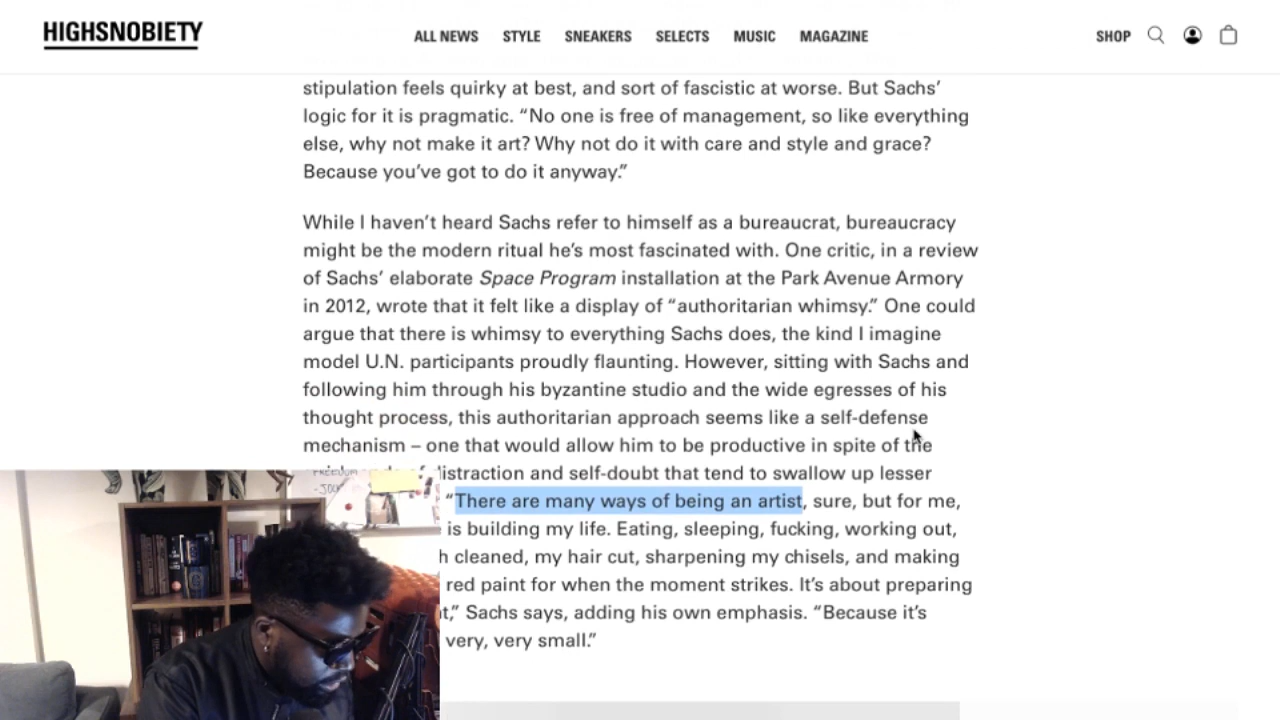 HIGHSNOBIETY
ALL NEWS STYLE SNEAKERS SELECTS MUSIC MAGAZINE SHOP
stipulation feels quirky at best, and sort of fascistic at worse. But Sachs’
logic for it is pragmatic. “No one is free of management, so like everything
else, why not make it art? Why not do it with care and style and grace?
Because you’ve got to do it anyway.”
While I haven’t heard Sachs refer to himself as a bureaucrat, bureaucracy
might be the modern ritual he’s most fascinated with. One critic, in a review
of Sachs’ elaborate Space Program installation at the Park Avenue Armory
in 2012, wrote that it felt like a display of “authoritarian whimsy.” One could
argue that there is whimsy to everything Sachs does, the kind I imagine
model U.N. participants proudly flaunting. However, sitting with Sachs and
following him through his byzantine studio and the wide egresses of his
thought process, this authoritarian approach seems like a self-defense
mechanism – one that would allow him to be productive in spite of the
distraction and self-doubt that tend to swallow up lesser
“There are many ways of being an artist, sure, but for me,
is building my life. Eating, sleeping, fucking, working out,
cleaned, my hair cut, sharpening my chisels, and making
red paint for when the moment strikes. It’s about preparing
Sachs says, adding his own emphasis. “Because it’s
very, very small.”